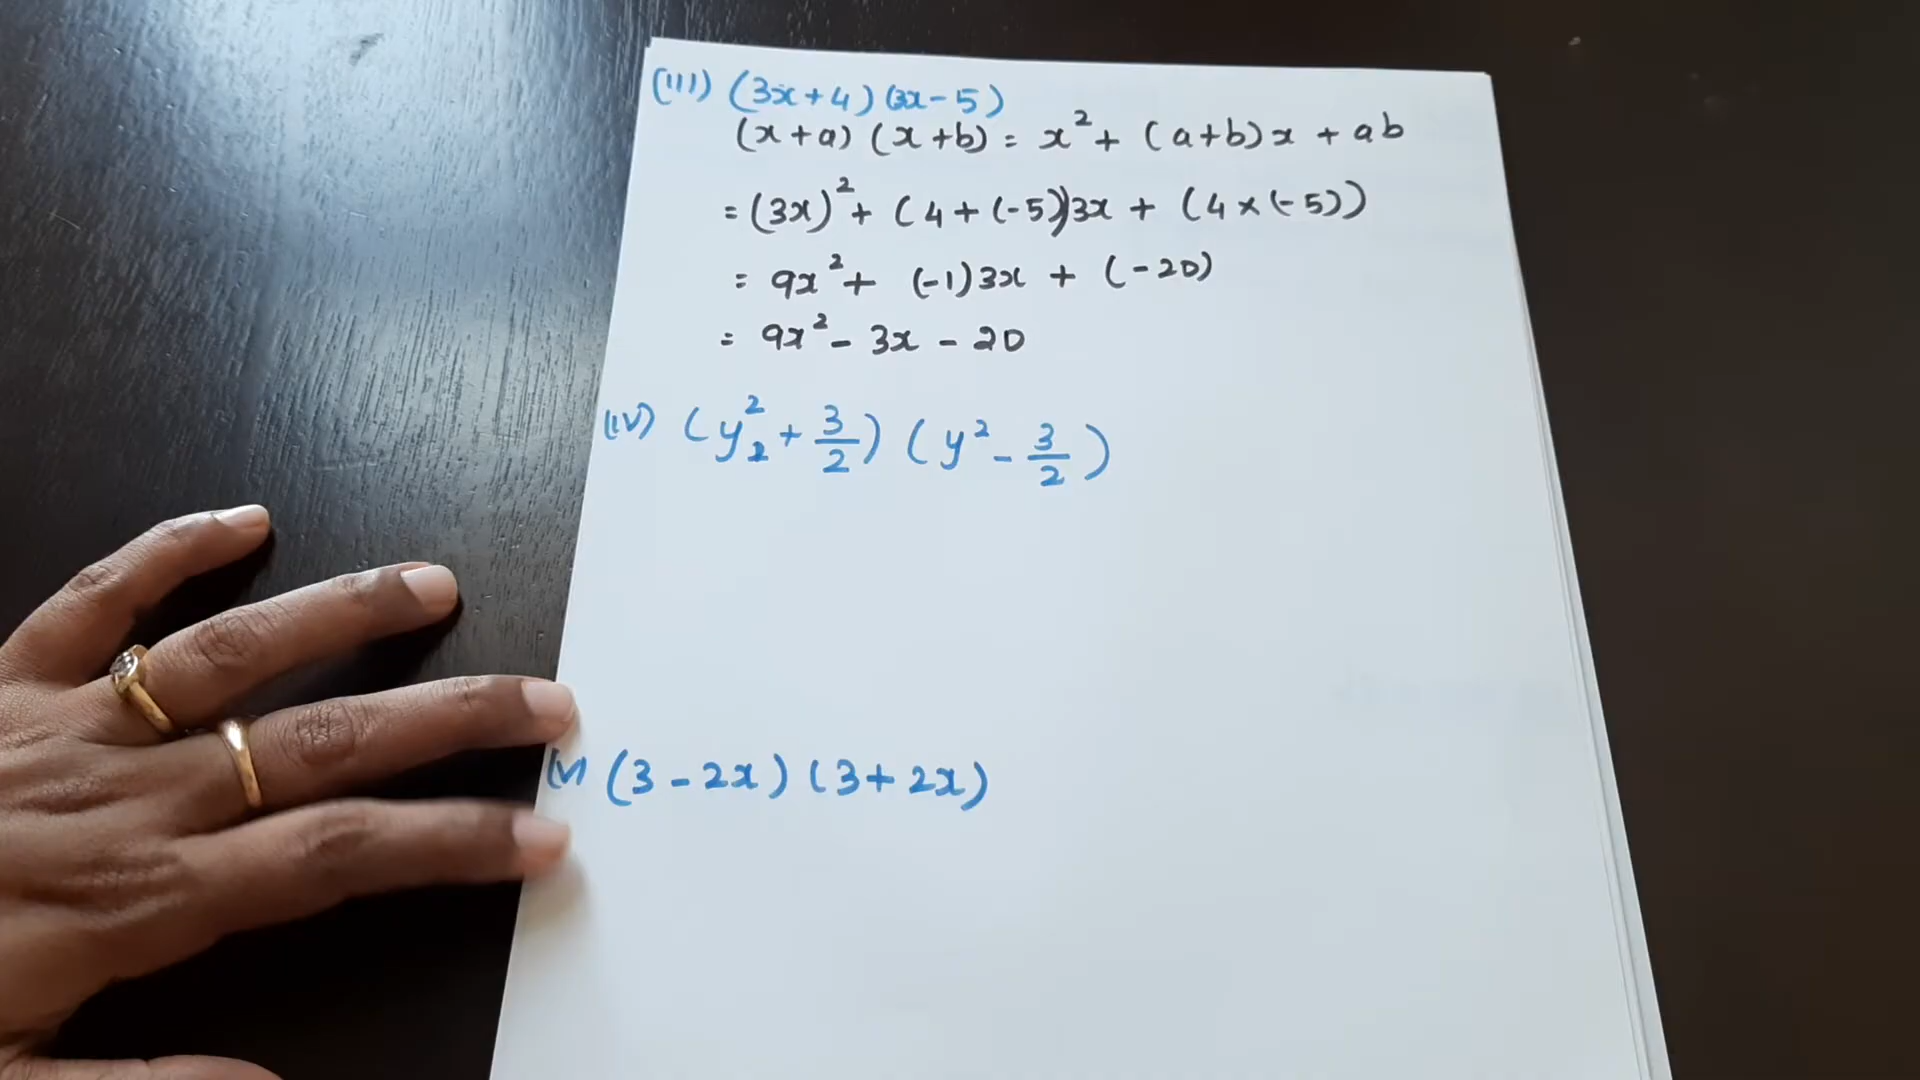 (iii) (3x+4)(3x-5)
(x+a)(x+b) = x² + (a+b)x + ab
= (3x)² + (4+(-5))3x + (4×(-5))
= 9x² + (-1)3x + (-20)
= 9x² - 3x - 20
(iv) (y²₂ + 3/2) (y² - 3/2)
(v) (3-2x)(3+2x)